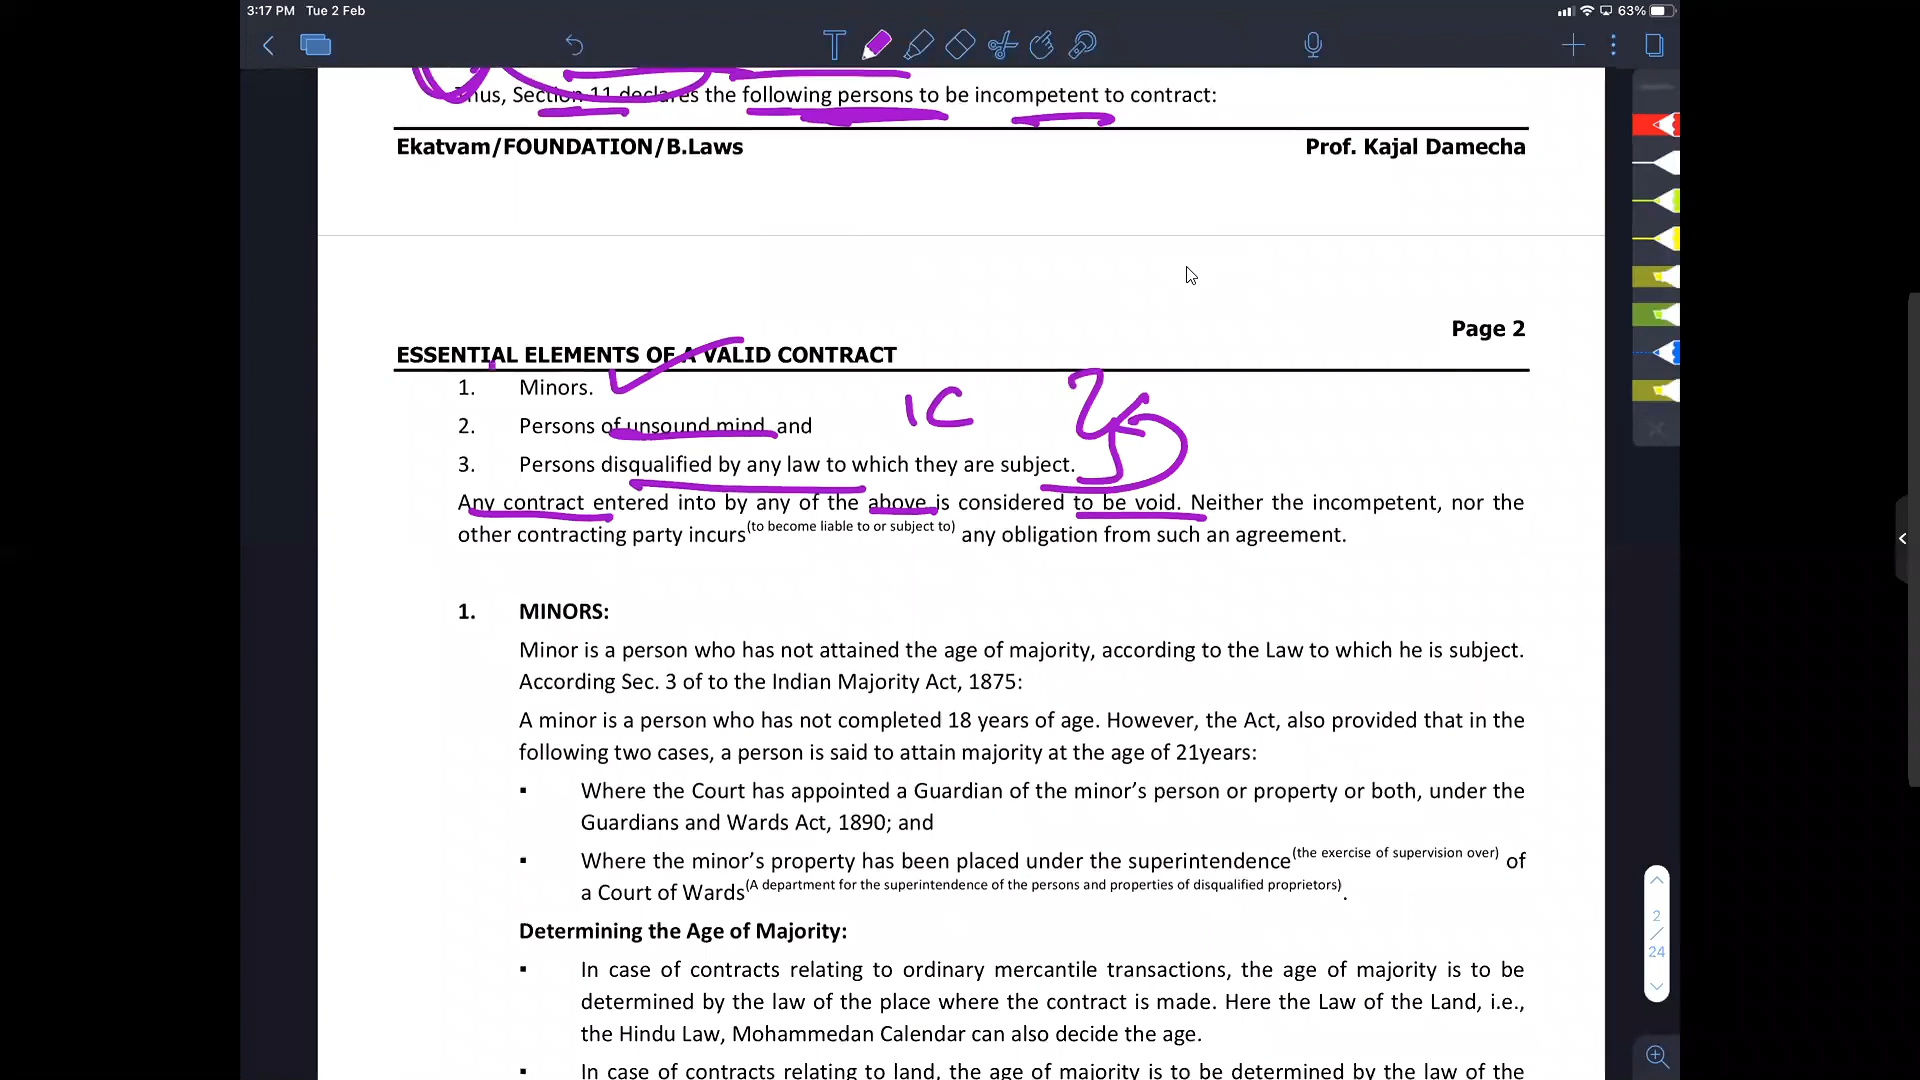 3:17 PM Tue 2 Feb
63%
Thus, Section 11 declares the following persons to be incompetent to contract:
Ekatvam/FOUNDATION/B.Laws Prof. Kajal Damecha
Page 2
ESSENTIAL ELEMENTS OF A VALID CONTRACT
1. Minors.
2. Persons of unsound mind and
3. Persons disqualified by any law to which they are subject.
Any contract entered into by any of the above is considered to be void. Neither the incompetent, nor the
other contracting party incurs(to become liable to or subject to) any obligation from such an agreement.
1. MINORS:
Minor is a person who has not attained the age of majority, according to the Law to which he is subject.
According Sec. 3 of to the Indian Majority Act, 1875:
A minor is a person who has not completed 18 years of age. However, the Act, also provided that in the
following two cases, a person is said to attain majority at the age of 21years:
▪ Where the Court has appointed a Guardian of the minor’s person or property or both, under the
Guardians and Wards Act, 1890; and
▪ Where the minor’s property has been placed under the superintendence(the exercise of supervision over) of
a Court of Wards(A department for the superintendence of the persons and properties of disqualified proprietors).
Determining the Age of Majority:
▪ In case of contracts relating to ordinary mercantile transactions, the age of majority is to be
determined by the law of the place where the contract is made. Here the Law of the Land, i.e.,
the Hindu Law, Mohammedan Calendar can also decide the age.
▪ In case of contracts relating to land, the age of majority is to be determined by the law of the
2
/
24